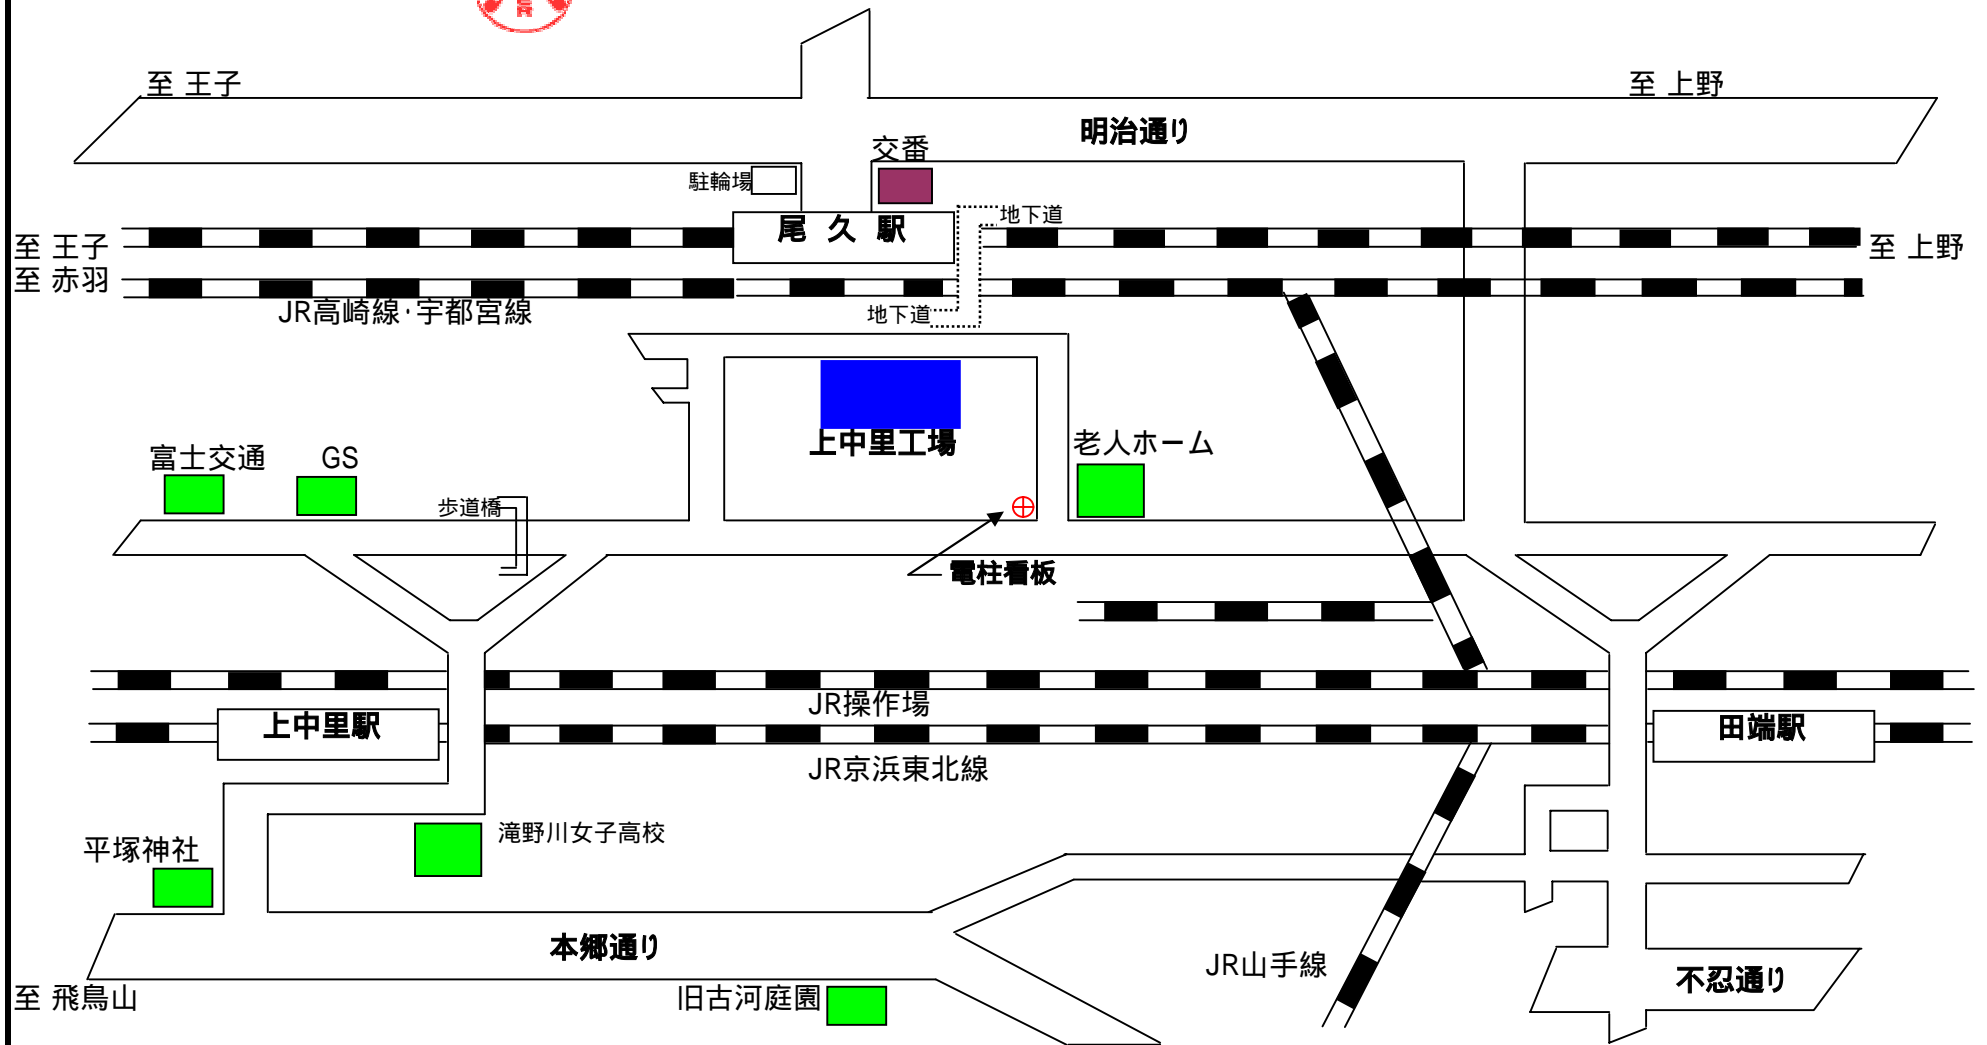 至 王子
至 上野
明治通り
交番
駐輪場
地下道
尾 久 駅
至 王子
至 上野
至 赤羽
JR高崎線･宇都宮線
地下道
上中里工場
老人ホーム
富士交通
GS
歩道橋
電柱看板
JR操作場
上中里駅
田端駅
JR京浜東北線
滝野川女子高校
平塚神社
本郷通り
JR山手線
不忍通り
至 飛鳥山
旧古河庭園